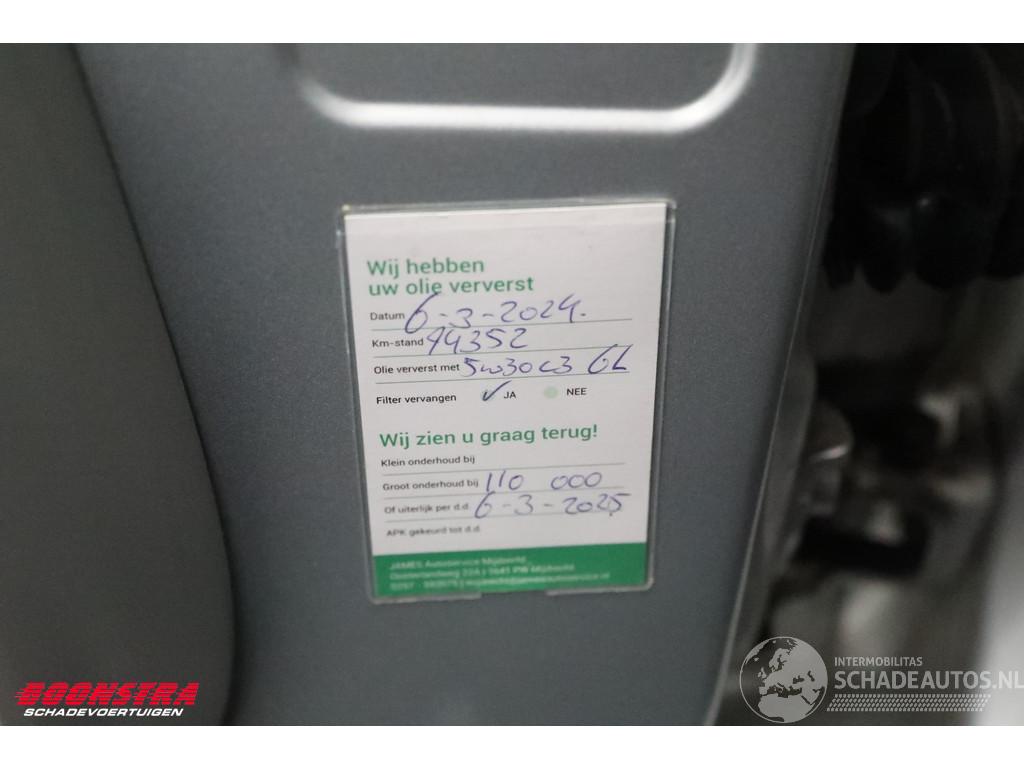 Wij hebben
uw olie ververst
Datum 6-3-2024.
Km-stand 94352
Olie ververst met 5w30 c3 6L
Filter vervangen ✓ JA NEE
Wij zien u graag terug!
Klein onderhoud bij
Groot onderhoud bij 110 000
Of uiterlijk per d.d. 6-3-2025
APK gekeurd tot d.d.
JAMES Autoservice Mijdrecht
BOONSTRA
SCHADEVOERTUIGEN
INTERMOBILITAS
SCHADEAUTOS.NL